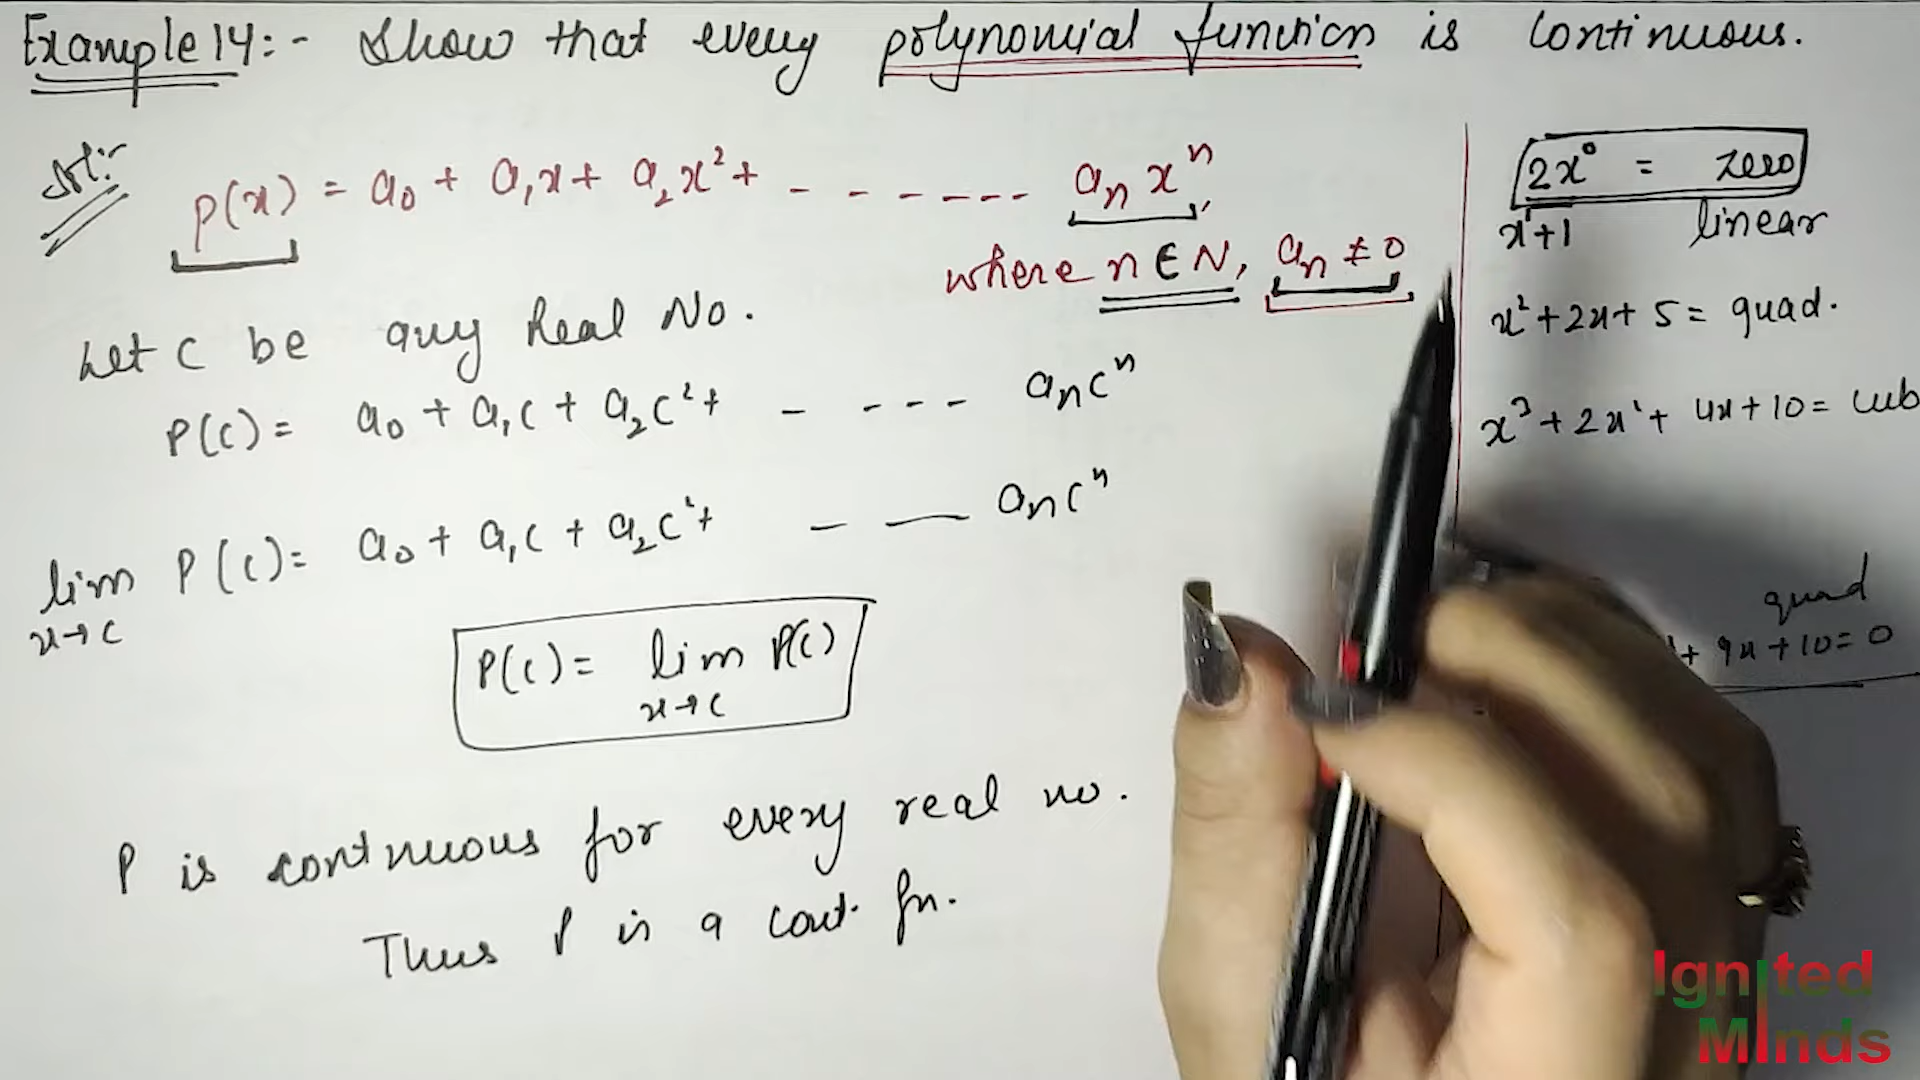 Example 14:- Show that every polynomial function is continuous.
Sol:-
P(x) = a₀ + a₁x + a₂x² + - - - - - - aₙxⁿ,
where n ∈ N, aₙ ≠ 0
Let C be any Real No.
P(c) = a₀ + a₁c + a₂c² + - - - - aₙcⁿ
lim P(c) = a₀ + a₁c + a₂c² + - — aₙcⁿ
x→c
P(c) = lim P(c)
x→c
P is continuous for every real no.
Thus P is a cont. fn.
2x⁰ = zero
x¹+1 linear
x²+2x+5 = quad.
x³+2x²+4x+10 = cub
quad
+ 9x+10=0
Ignited
Minds